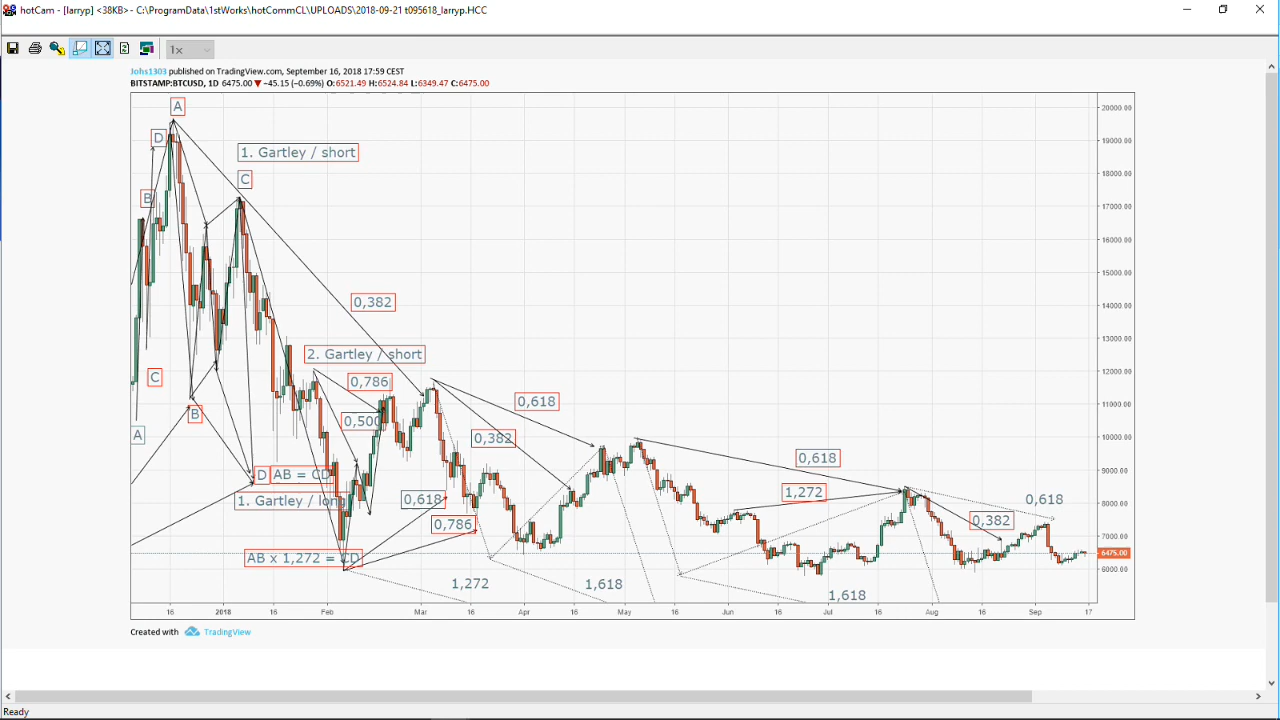 hotCam - [larryp] <38KB> - C:\ProgramData\1stWorks\hotCommCL\UPLOADS\2018-09-21 t095618_larryp.HCC
1x
Johs1303 published on TradingView.com, September 16, 2018 17:59 CEST
BITSTAMP:BTCUSD, 1D 6475.00 ▼ −45.15 (−0.69%) O:6521.49 H:6524.84 L:6349.47 C:6475.00
A
20000.00
D
19000.00
1. Gartley / short
18000.00
C
B
17000.00
16000.00
15000.00
0,382
14000.00
13000.00
2. Gartley / short
12000.00
C
0,786
0,618
11000.00
B
0,500
A
0,382
10000.00
0,618
D
AB = CD
9000.00
1,272
1. Gartley / long
0,618
0,618
8000.00
0,786
0,382
7000.00
AB x 1,272 = CD
6475.00
6000.00
1,272
1,618
1,618
16
2018
16
Feb
16
Mar
16
Apr
16
May
16
Jun
16
Jul
16
Aug
16
Sep
17
Created with TradingView
Ready